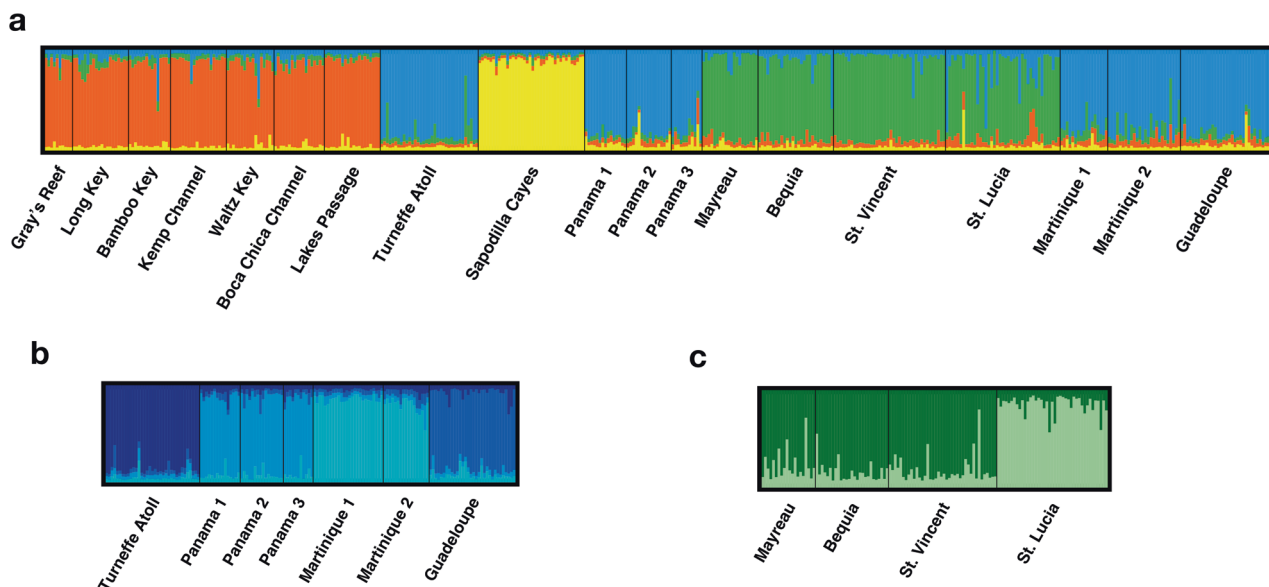 a
Gray's Reef
Long Key
Bamboo Key
Kemp Channel
Waltz Key
Boca Chica Channel
Lakes Passage
Turneffe Atoll
Sapodilla Cayes
Panama 1
Panama 2
Panama 3
Mayreau
Bequia
St. Vincent
St. Lucia
Martinique 1
Martinique 2
Guadeloupe
b
Turneffe Atoll
Panama 1
Panama 2
Panama 3
Martinique 1
Martinique 2
Guadeloupe
c
Mayreau
Bequia
St. Vincent
St. Lucia